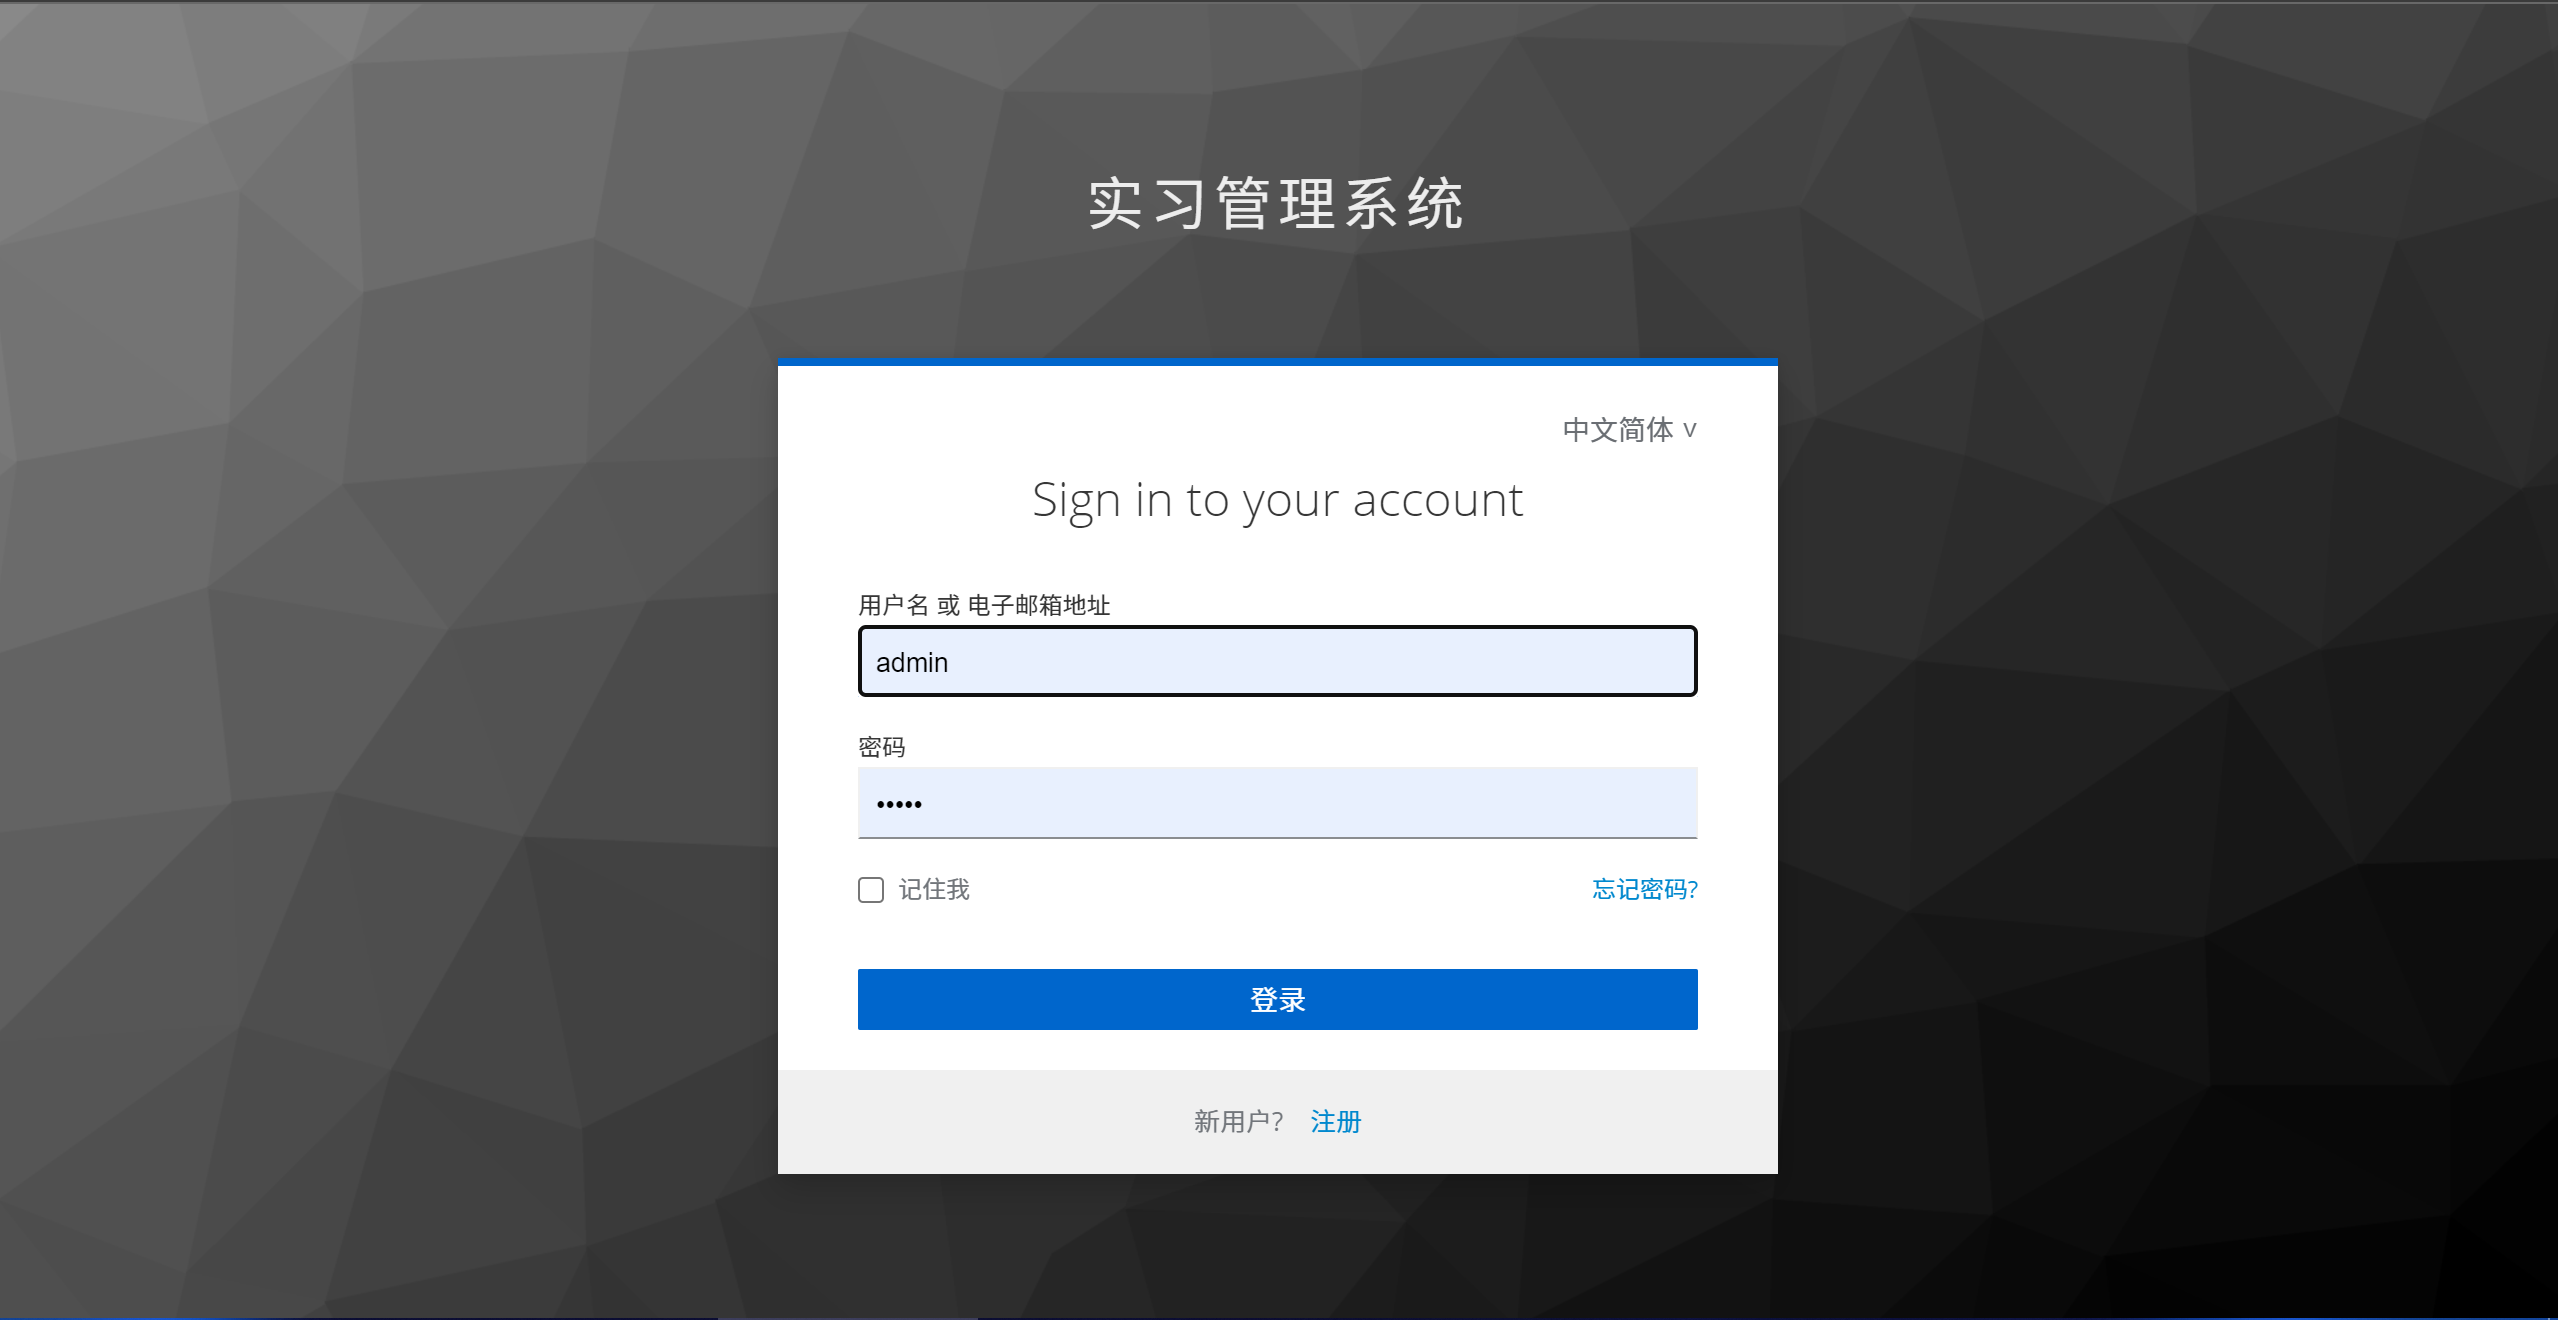 实习管理系统
中文简体 ˅
Sign in to your account
用户名 或 电子邮箱地址
admin
密码
•••••
记住我 忘记密码?
登录
新用户? 注册